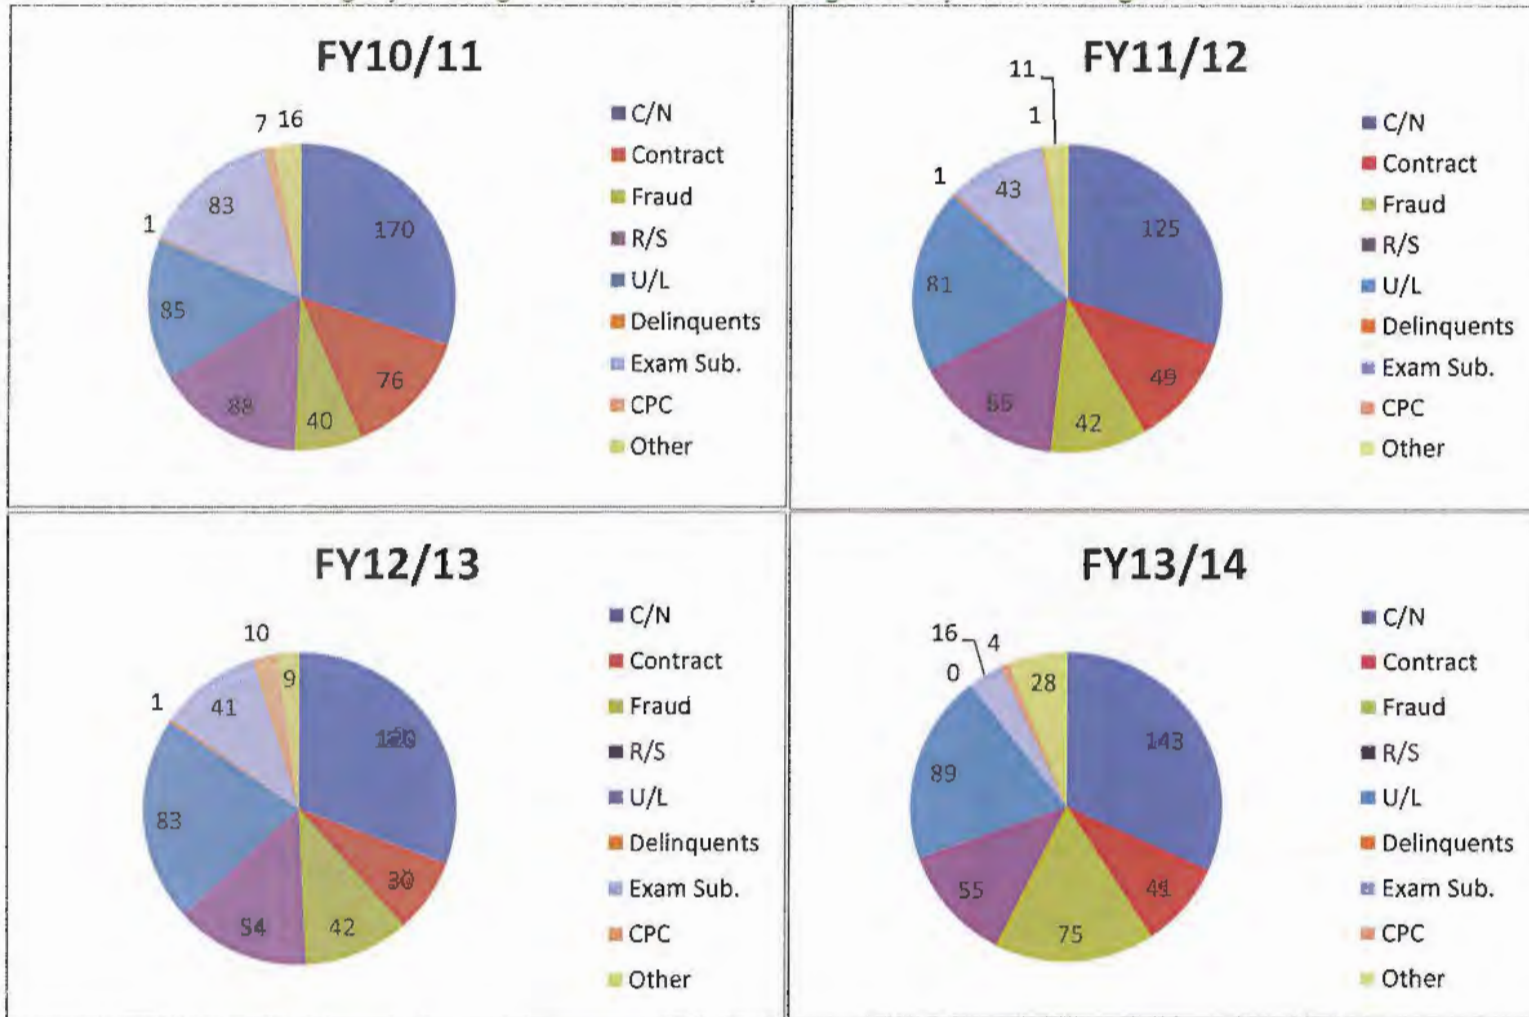 FY10/11
7 16
1
83
170
85
76
88
40
C/N
Contract
Fraud
R/S
U/L
Delinquents
Exam Sub.
CPC
Other
FY11/12
11
1
1
43
125
81
49
55
42
C/N
Contract
Fraud
R/S
U/L
Delinquents
Exam Sub.
CPC
Other
FY12/13
10
9
1
41
120
83
30
54
42
C/N
Contract
Fraud
R/S
U/L
Delinquents
Exam Sub.
CPC
Other
FY13/14
16
4
0
28
143
89
41
55
75
C/N
Contract
Fraud
R/S
U/L
Delinquents
Exam Sub.
CPC
Other